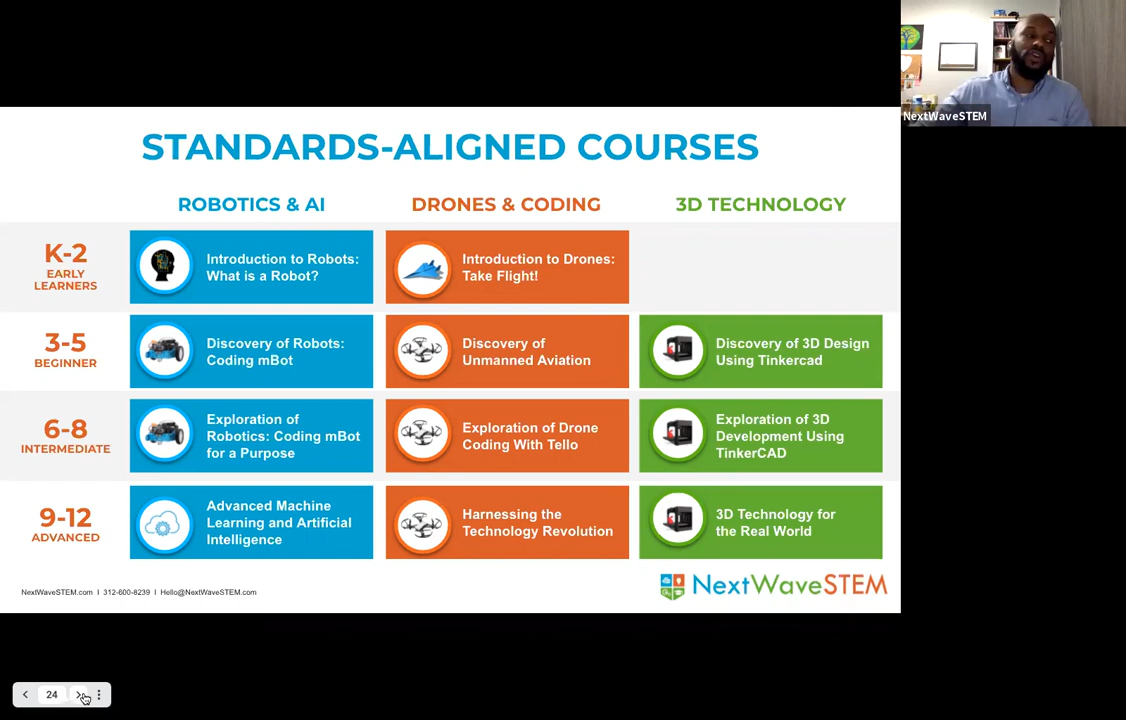 NextWaveSTEM
STANDARDS-ALIGNED COURSES
ROBOTICS & AI
DRONES & CODING
3D TECHNOLOGY
K-2
EARLY
LEARNERS
Introduction to Robots:
What is a Robot?
Introduction to Drones:
Take Flight!
3-5
BEGINNER
Discovery of Robots:
Coding mBot
Discovery of
Unmanned Aviation
Discovery of 3D Design
Using Tinkercad
6-8
INTERMEDIATE
Exploration of
Robotics: Coding mBot
for a Purpose
Exploration of Drone
Coding With Tello
Exploration of 3D
Development Using
TinkerCAD
9-12
ADVANCED
Advanced Machine
Learning and Artificial
Intelligence
Harnessing the
Technology Revolution
3D Technology for
the Real World
NextWaveSTEM.com I 312-600-8239 I Hello@NextWaveSTEM.com
NextWaveSTEM
24